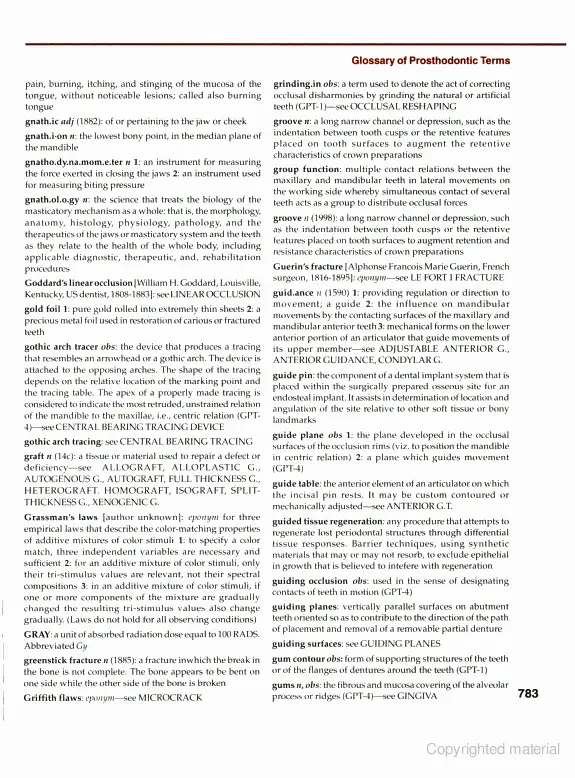 Glossary of Prosthodontic Terms
pain, burning, itching, and stinging of the mucosa of the
tongue, without noticeable lesions; called also burning
tongue
gnath.ic adj (1882): of or pertaining to the jaw or cheek
gnath.i-on n: the lowest bony point, in the median plane of
the mandible
gnatho.dy.na.mom.e.ter n 1: an instrument for measuring
the force exerted in closing the jaws 2: an instrument used
for measuring biting pressure
gnath.ol.o.gy n: the science that treats the biology of the
masticatory mechanism as a whole: that is, the morphology,
anatomy, histology, physiology, pathology, and the
therapeutics of the jaws or masticatory system and the teeth
as they relate to the health of the whole body, including
applicable diagnostic, therapeutic, and, rehabilitation
procedures
Goddard's linear occlusion [William H. Goddard, Louisville,
Kentucky, US dentist, 1808-1883]: see LINEAR OCCLUSION
gold foil 1: pure gold rolled into extremely thin sheets 2: a
precious metal foil used in restoration of carious or fractured
teeth
gothic arch tracer obs: the device that produces a tracing
that resembles an arrowhead or a gothic arch. The device is
attached to the opposing arches. The shape of the tracing
depends on the relative location of the marking point and
the tracing table. The apex of a properly made tracing is
considered to indicate the most retruded, unstrained relation
of the mandible to the maxillae, i.e., centric relation (GPT-
4)—see CENTRAL BEARING TRACING DEVICE
gothic arch tracing: see CENTRAL BEARING TRACING
graft n (14c): a tissue or material used to repair a defect or
deficiency—see ALLOGRAFT, ALLOPLASTIC G.,
AUTOGENOUS G., AUTOGRAFT, FULL THICKNESS G.,
HETEROGRAFT. HOMOGRAFT, ISOGRAFT, SPLIT-
THICKNESS G., XENOGENIC G.
Grassman's laws [author unknown]: eponym for three
empirical laws that describe the color-matching properties
of additive mixtures of color stimuli 1: to specify a color
match, three independent variables are necessary and
sufficient 2: for an additive mixture of color stimuli, only
their tri-stimulus values are relevant, not their spectral
compositions 3: in an additive mixture of color stimuli, if
one or more components of the mixture are gradually
changed the resulting tri-stimulus values also change
gradually. (Laws do not hold for all observing conditions)
GRAY: a unit of absorbed radiation dose equal to 100 RADS.
Abbreviated Gy
greenstick fracture n (1885): a fracture inwhich the break in
the bone is not complete. The bone appears to be bent on
one side while the other side of the bone is broken
Griffith flaws: eponym—see MICROCRACK
grinding.in obs: a term used to denote the act of correcting
occlusal disharmonies by grinding the natural or artificial
teeth (GPT-1)—see OCCLUSAL RESHAPING
groove n: a long narrow channel or depression, such as the
indentation between tooth cusps or the retentive features
placed on tooth surfaces to augment the retentive
characteristics of crown preparations
group function: multiple contact relations between the
maxillary and mandibular teeth in lateral movements on
the working side whereby simultaneous contact of several
teeth acts as a group to distribute occlusal forces
groove n (1998): a long narrow channel or depression, such
as the indentation between tooth cusps or the retentive
features placed on tooth surfaces to augment retention and
resistance characteristics of crown preparations
Guerin's fracture [Alphonse Francois Marie Guerin, French
surgeon, 1816-1895]: eponym—see LE FORT I FRACTURE
guid.ance n (1590) 1: providing regulation or direction to
movement; a guide 2: the influence on mandibular
movements by the contacting surfaces of the maxillary and
mandibular anterior teeth 3: mechanical forms on the lower
anterior portion of an articulator that guide movements of
its upper member—see ADJUSTABLE ANTERIOR G.,
ANTERIOR GUIDANCE, CONDYLAR G.
guide pin: the component of a dental implant system that is
placed within the surgically prepared osseous site for an
endosteal implant. It assists in determination of location and
angulation of the site relative to other soft tissue or bony
landmarks
guide plane obs 1: the plane developed in the occlusal
surfaces of the occlusion rims (viz. to position the mandible
in centric relation) 2: a plane which guides movement
(GPT-4)
guide table: the anterior element of an articulator on which
the incisal pin rests. It may be custom contoured or
mechanically adjusted—see ANTERIOR G.T.
guided tissue regeneration: any procedure that attempts to
regenerate lost periodontal structures through differential
tissue responses. Barrier techniques, using synthetic
materials that may or may not resorb, to exclude epithelial
in growth that is believed to intefere with regeneration
guiding occlusion obs: used in the sense of designating
contacts of teeth in motion (GPT-4)
guiding planes: vertically parallel surfaces on abutment
teeth oriented so as to contribute to the direction of the path
of placement and removal of a removable partial denture
guiding surfaces: see GUIDING PLANES
gum contour obs: form of supporting structures of the teeth
or of the flanges of dentures around the teeth (GPT-1)
gums n, obs: the fibrous and mucosa covering of the alveolar
process or ridges (GPT-4)—see GINGIVA
783
Copyrighted material